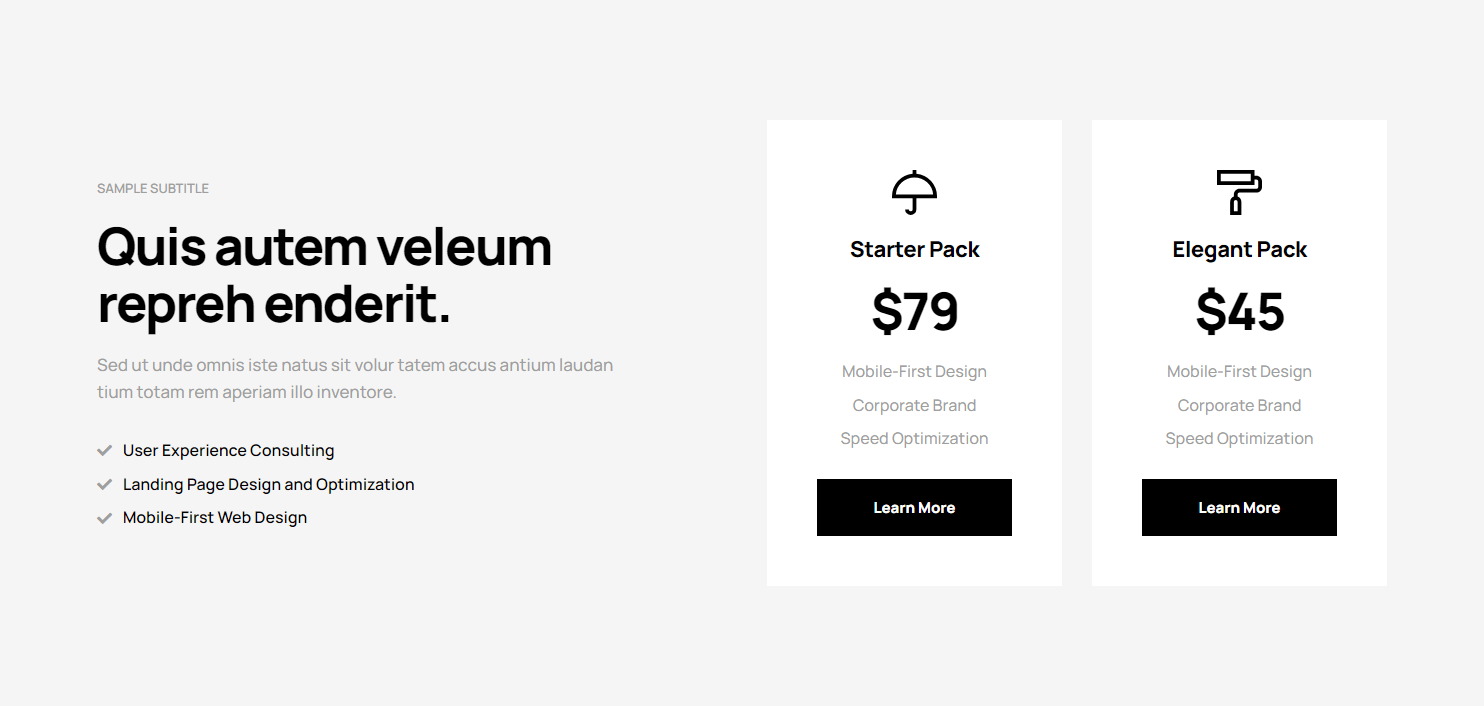 SAMPLE SUBTITLE
Quis autem veleum
repreh enderit.
Sed ut unde omnis iste natus sit volur tatem accus antium laudan
tium totam rem aperiam illo inventore.
User Experience Consulting
Landing Page Design and Optimization
Mobile-First Web Design
Starter Pack
$79
Mobile-First Design
Corporate Brand
Speed Optimization
Learn More
Elegant Pack
$45
Mobile-First Design
Corporate Brand
Speed Optimization
Learn More